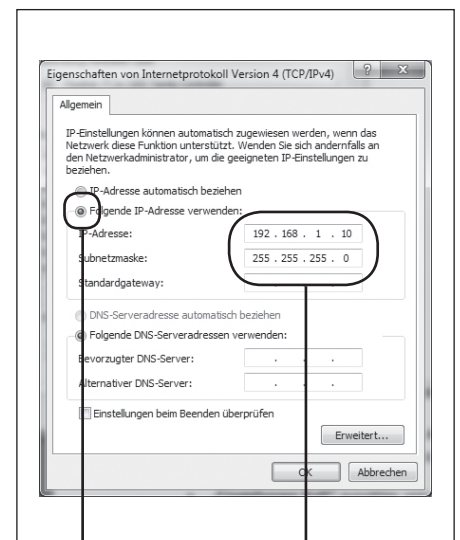 Eigenschaften von Internetprotokoll Version 4 (TCP/IPv4)
Allgemein
IP-Einstellungen können automatisch zugewiesen werden, wenn das
Netzwerk diese Funktion unterstützt. Wenden Sie sich andernfalls an
den Netzwerkadministrator, um die geeigneten IP-Einstellungen zu
beziehen.
IP-Adresse automatisch beziehen
Folgende IP-Adresse verwenden:
IP-Adresse: 192 . 168 . 1 . 10
Subnetzmaske: 255 . 255 . 255 . 0
Standardgateway: . . .
DNS-Serveradresse automatisch beziehen
Folgende DNS-Serveradressen verwenden:
Bevorzugter DNS-Server: . . .
Alternativer DNS-Server: . . .
Einstellungen beim Beenden überprüfen
Erweitert...
OK Abbrechen